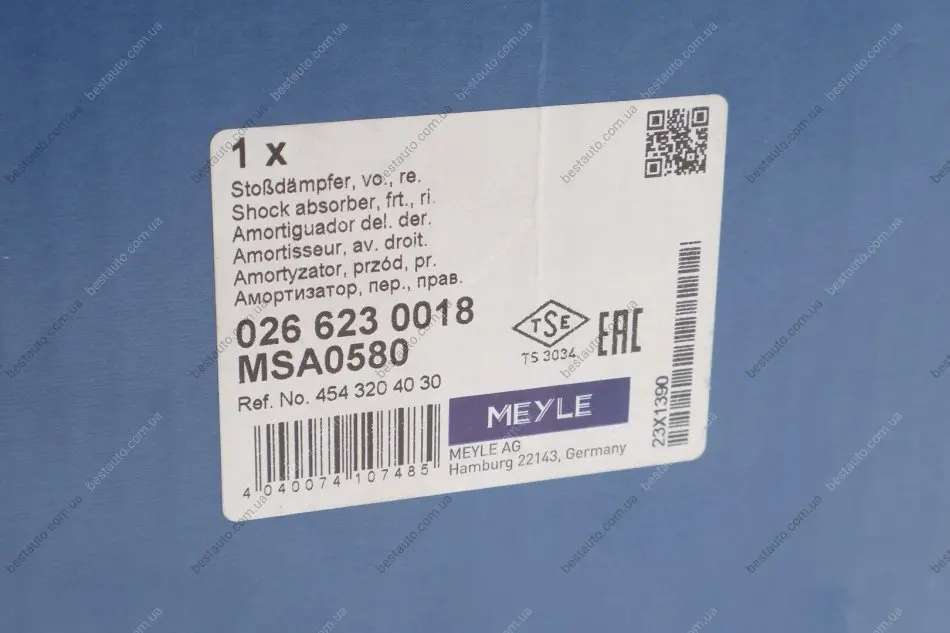 1 x
Stoßdämpfer, vo., re.
Shock absorber, frt., ri.
Amortiguador del. der.
Amortisseur, av. droit.
Amortyzator, przód, pr.
Амортизатор, пер., прав.
026 623 0018
MSA0580
Ref. No. 454 320 40 30
TSE
TS 3034
EAC
MEYLE
MEYLE AG
Hamburg 22143, Germany
4 040074 107485
23X1390
bestauto.com.ua